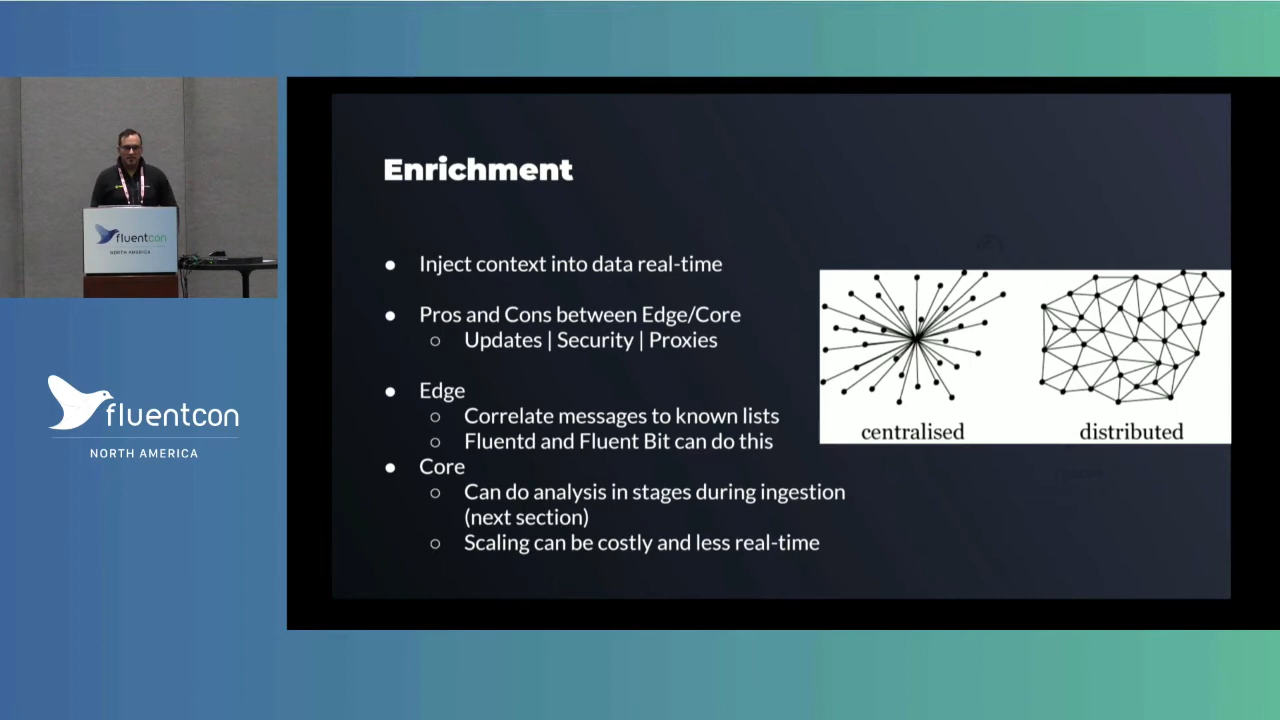 fluentcon
NORTH AMERICA
fluentcon
NORTH AMERICA
Enrichment
● Inject context into data real-time
● Pros and Cons between Edge/Core
○ Updates | Security | Proxies
● Edge
○ Correlate messages to known lists
○ Fluentd and Fluent Bit can do this
● Core
○ Can do analysis in stages during ingestion
(next section)
○ Scaling can be costly and less real-time
centralised
distributed